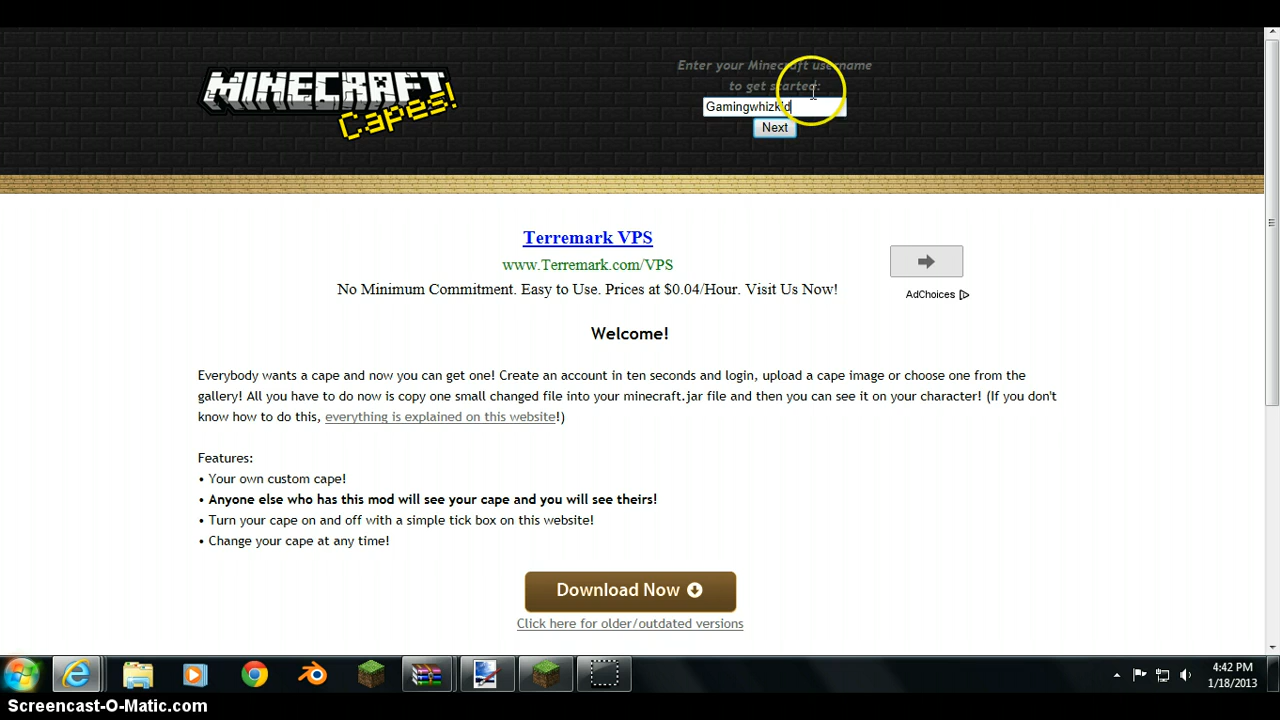 MINECRAFT
Capes!
Enter your Minecraft username
to get started:
Gamingwhizkid
Next
Terremark VPS
www.Terremark.com/VPS
No Minimum Commitment. Easy to Use. Prices at $0.04/Hour. Visit Us Now!
AdChoices
Welcome!
Everybody wants a cape and now you can get one! Create an account in ten seconds and login, upload a cape image or choose one from the
gallery! All you have to do now is copy one small changed file into your minecraft.jar file and then you can see it on your character! (If you don't
know how to do this, everything is explained on this website!)
Features:
• Your own custom cape!
• Anyone else who has this mod will see your cape and you will see theirs!
• Turn your cape on and off with a simple tick box on this website!
• Change your cape at any time!
Download Now
Click here for older/outdated versions
4:42 PM
1/18/2013
Screencast-O-Matic.com